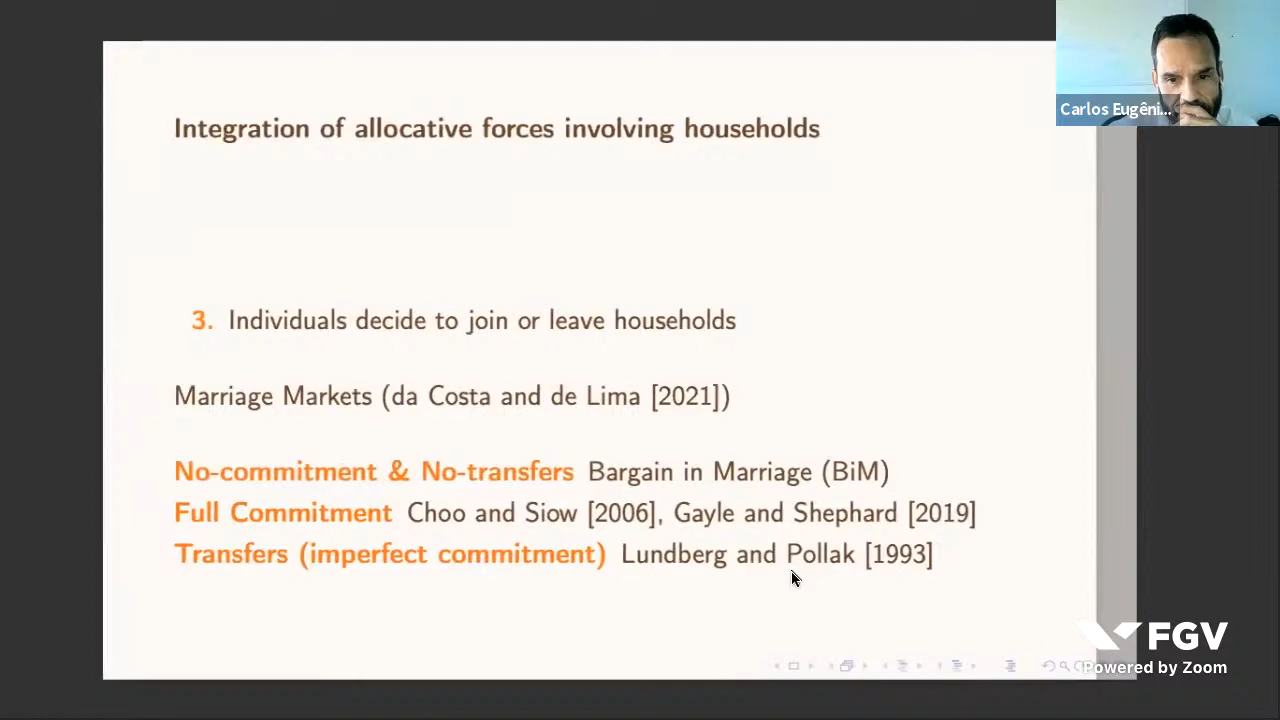 Carlos Eugêni...
Integration of allocative forces involving households
3. Individuals decide to join or leave households
Marriage Markets (da Costa and de Lima [2021])
No-commitment & No-transfers Bargain in Marriage (BiM)
Full Commitment Choo and Siow [2006], Gayle and Shephard [2019]
Transfers (imperfect commitment) Lundberg and Pollak [1993]
FGV
Powered by Zoom